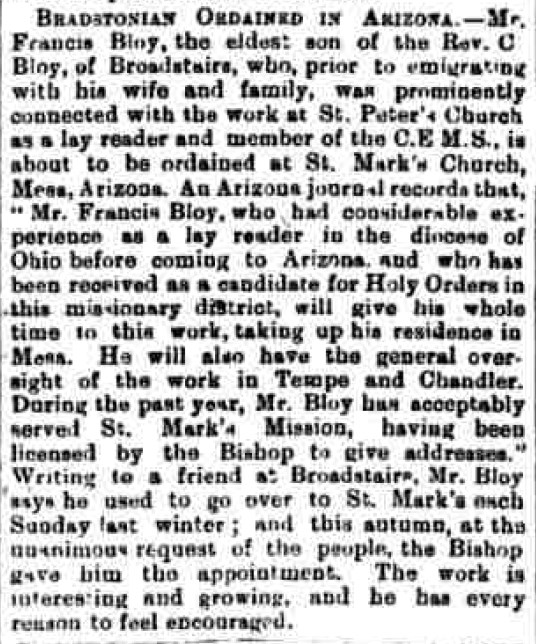 BRADSTONIAN ORDAINED IN ARIZONA.—Mr.
Francis Bloy, the eldest son of the Rev. C
Bloy, of Broadstairs, who, prior to emigrating
with his wife and family, was prominently
connected with the work at St. Peter's Church
as a lay reader and member of the C.E M.S., is
about to be ordained at St. Mark's Church,
Mesa, Arizona. An Arizona journal records that,
" Mr. Francis Bloy, who had considerable ex-
perience as a lay reader in the diocese of
Ohio before coming to Arizona. and who has
been received as a candidate for Holy Orders in
this missionary district, will give his whole
time to this work, taking up his residence in
Mesa. He will also have the general over-
sight of the work in Tempe and Chandler.
During the past year, Mr. Bloy has acceptably
served St. Mark's Mission, having been
licensed by the Bishop to give addresses."
Writing to a friend at Broadstairs, Mr. Bloy
says he used to go over to St. Mark's each
Sunday last winter ; and this autumn, at the
unanimous request of the people, the Bishop
gave him the appointment. The work is
interesting and growing, and he has every
reason to feel encouraged.